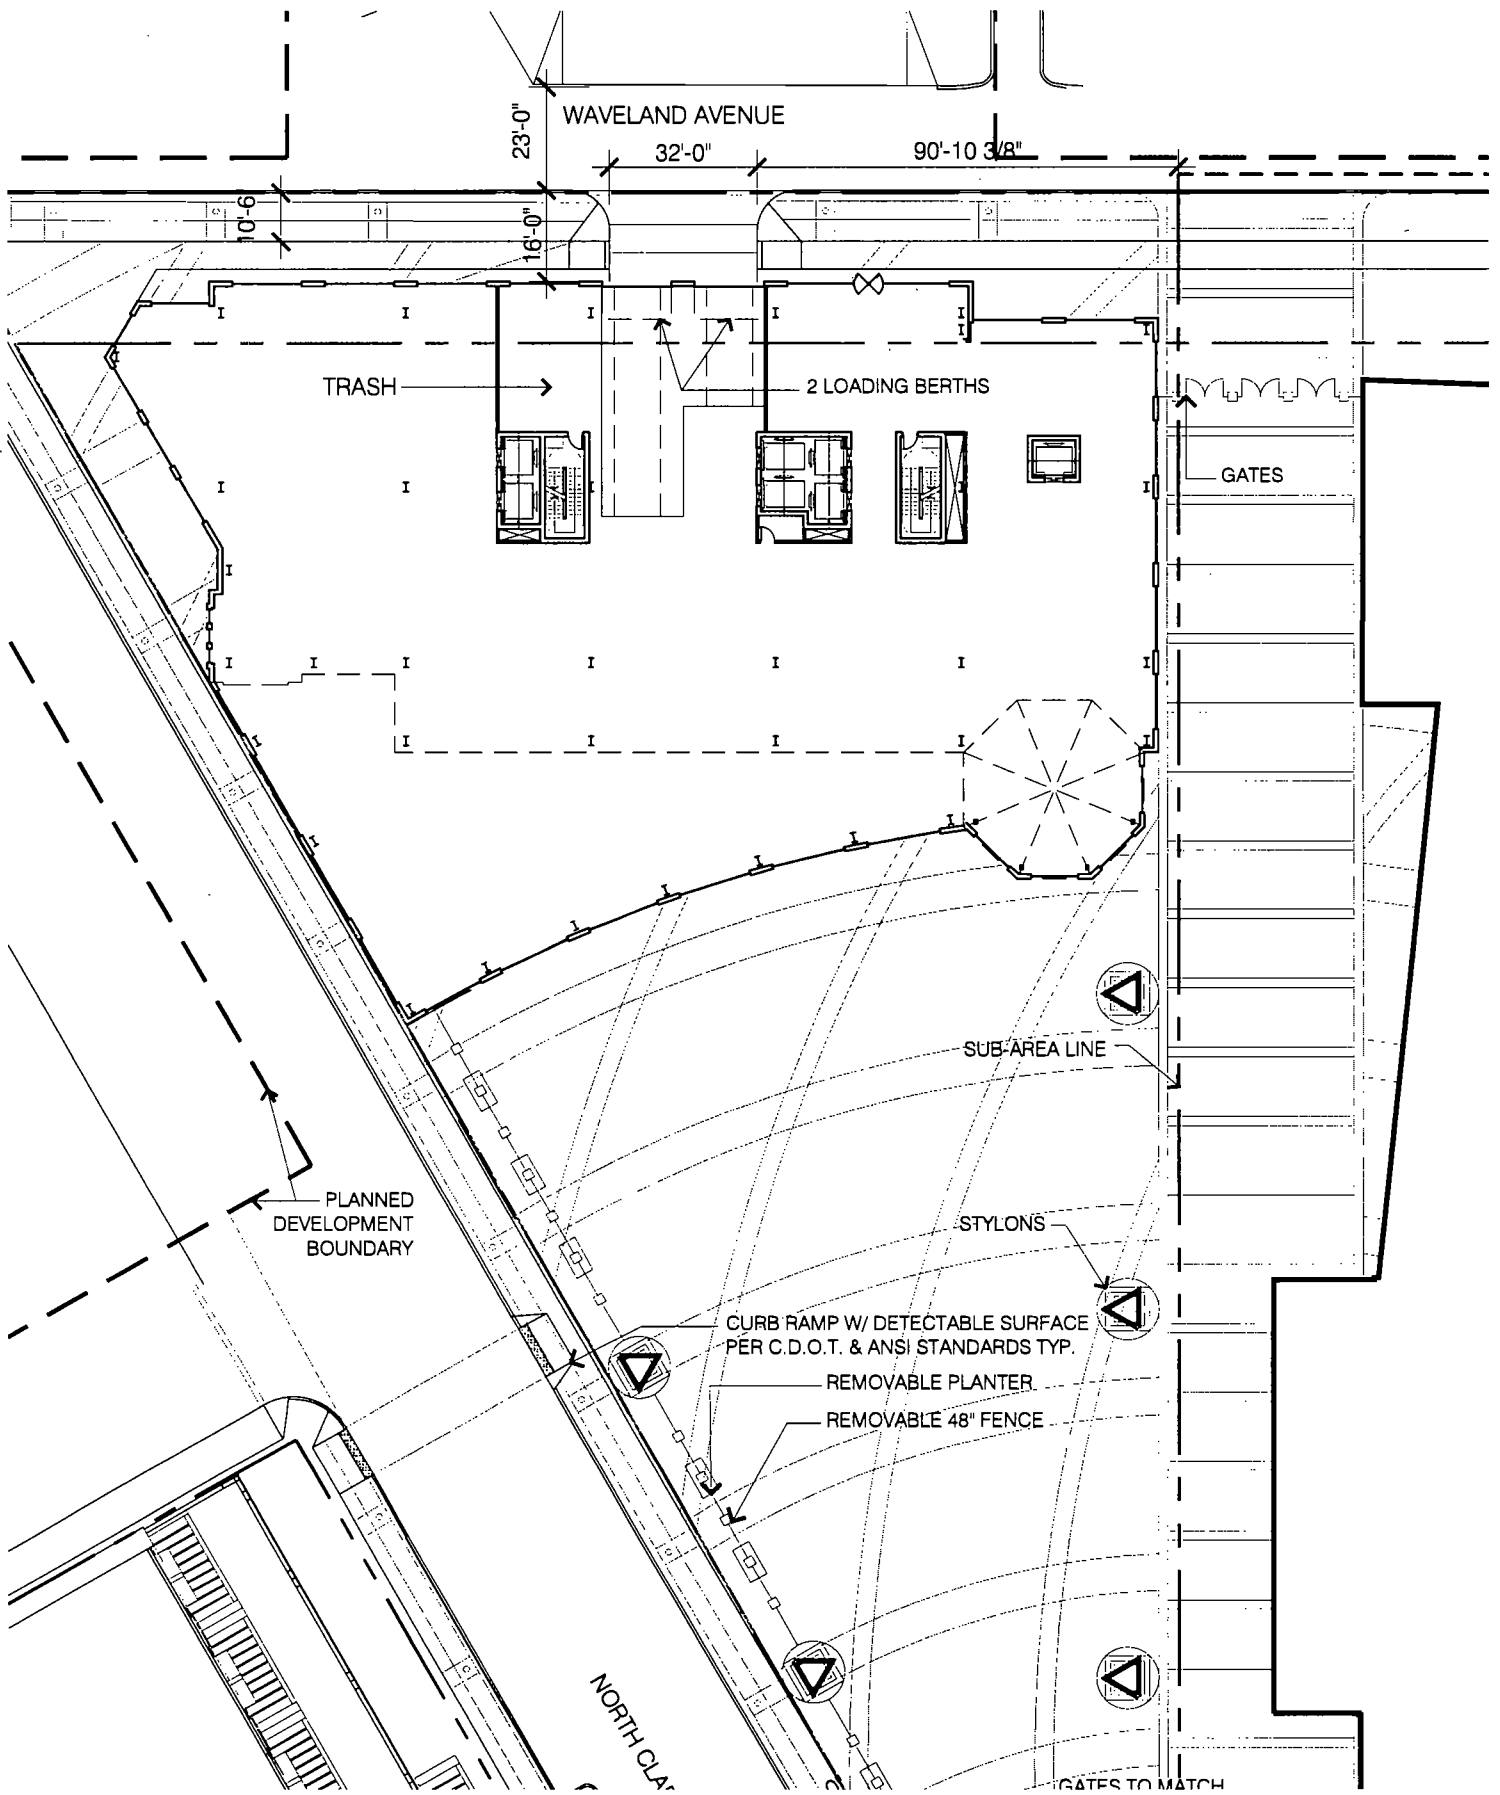 WAVELAND AVENUE
23'-0"
32'-0"
90'-10 3/8"
10'-6
16'-0"
TRASH
2 LOADING BERTHS
GATES
SUB-AREA LINE
PLANNED
DEVELOPMENT
BOUNDARY
STYLONS
CURB RAMP W/ DETECTABLE SURFACE
PER C.D.O.T. & ANSI STANDARDS TYP.
REMOVABLE PLANTER
REMOVABLE 48" FENCE
NORTH CLA
GATES TO MATCH